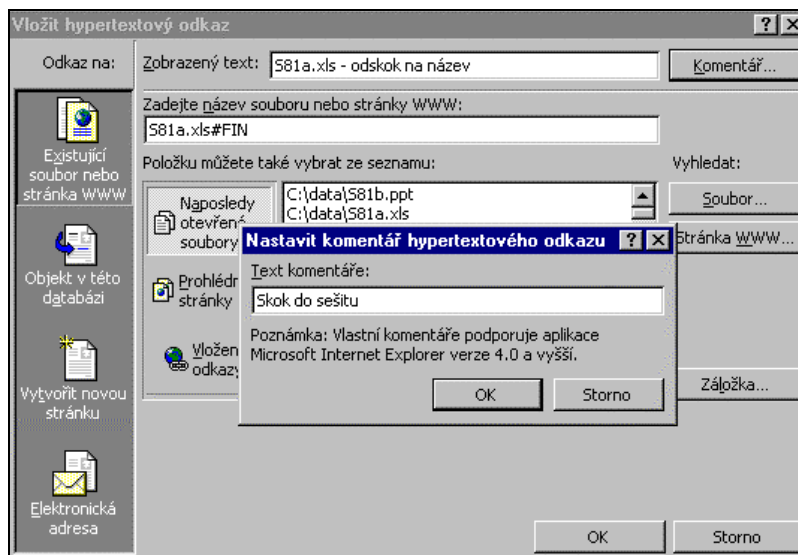 Vložit hypertextový odkaz
Odkaz na:
Zobrazený text:
S81a.xls - odskok na název
Komentář...
Zadejte název souboru nebo stránky WWW:
S81a.xls#FIN
Existující
soubor nebo
stránka WWW
Položku můžete také vybrat ze seznamu:
Vyhledat:
Naposledy
otevřené
soubory
C:\data\S81b.ppt
C:\data\S81a.xls
Soubor...
Stránka WWW...
Objekt v této
databázi
Prohlédn
stránky
Vložen
odkazy
Nastavit komentář hypertextového odkazu
Text komentáře:
Skok do sešitu
Poznámka: Vlastní komentáře podporuje aplikace
Microsoft Internet Explorer verze 4.0 a vyšší.
OK
Storno
Vytvořit novou
stránku
Záložka...
Elektronická
adresa
OK
Storno